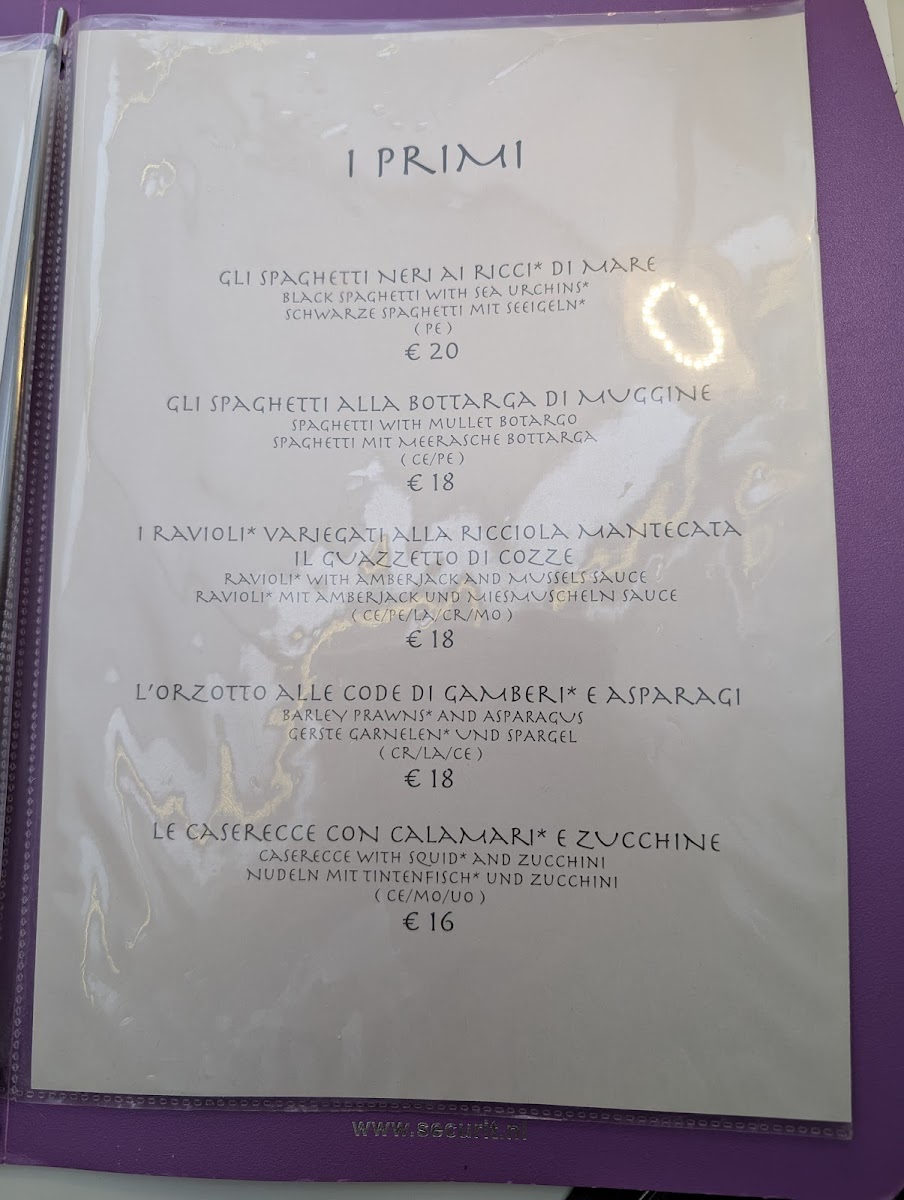 I PRIMI
GLI SPAGHETTI NERI AI RICCI* DI MARE
BLACK SPAGHETTI WITH SEA URCHINS*
SCHWARZE SPAGHETTI MIT SEEIGELN*
( PE )
€ 20
GLI SPAGHETTI ALLA BOTTARGA DI MUGGINE
SPAGHETTI WITH MULLET BOTARGO
SPAGHETTI MIT MEERASCHE BOTTARGA
( CE/PE )
€ 18
I RAVIOLI* VARIEGATI ALLA RICCIOLA MANTECATA
IL GUAZZETTO DI COZZE
RAVIOLI* WITH AMBERJACK AND MUSSELS SAUCE
RAVIOLI* MIT AMBERJACK UND MIESMUSCHELN SAUCE
( CE/PE/LA/CR/MO )
€ 18
L'ORZOTTO ALLE CODE DI GAMBERI* E ASPARAGI
BARLEY PRAWNS* AND ASPARAGUS
GERSTE GARNELEN* UND SPARGEL
( CR/LA/CE )
€ 18
LE CASERECCE CON CALAMARI* E ZUCCHINE
CASERECCE WITH SQUID* AND ZUCCHINI
NUDELN MIT TINTENFISCH* UND ZUCCHINI
( CE/MO/UO )
€ 16
www.securit.nl